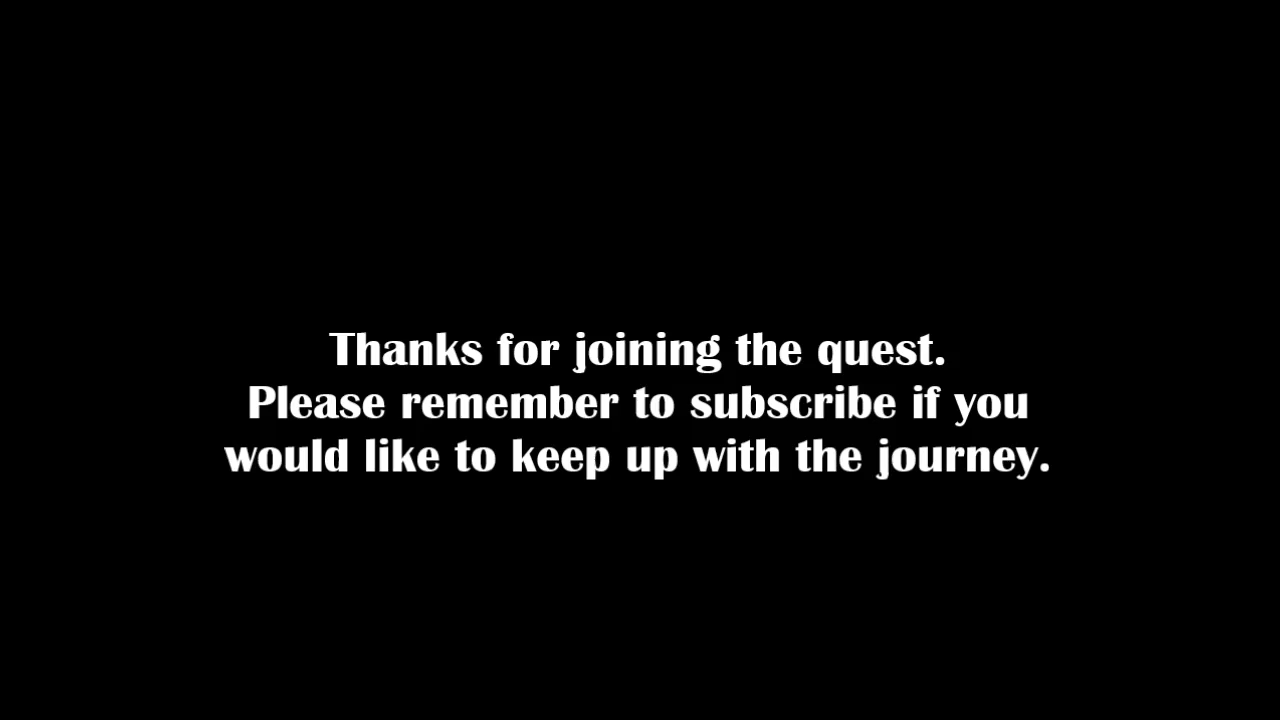 Thanks for joining the quest.
Please remember to subscribe if you
would like to keep up with the journey.